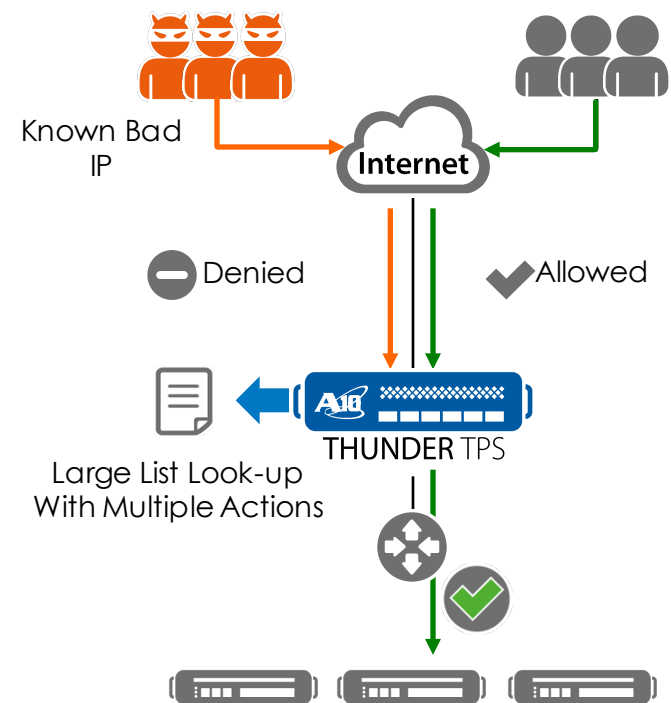 Known Bad
IP
Internet
Denied
Allowed
A10
THUNDER TPS
Large List Look-up
With Multiple Actions